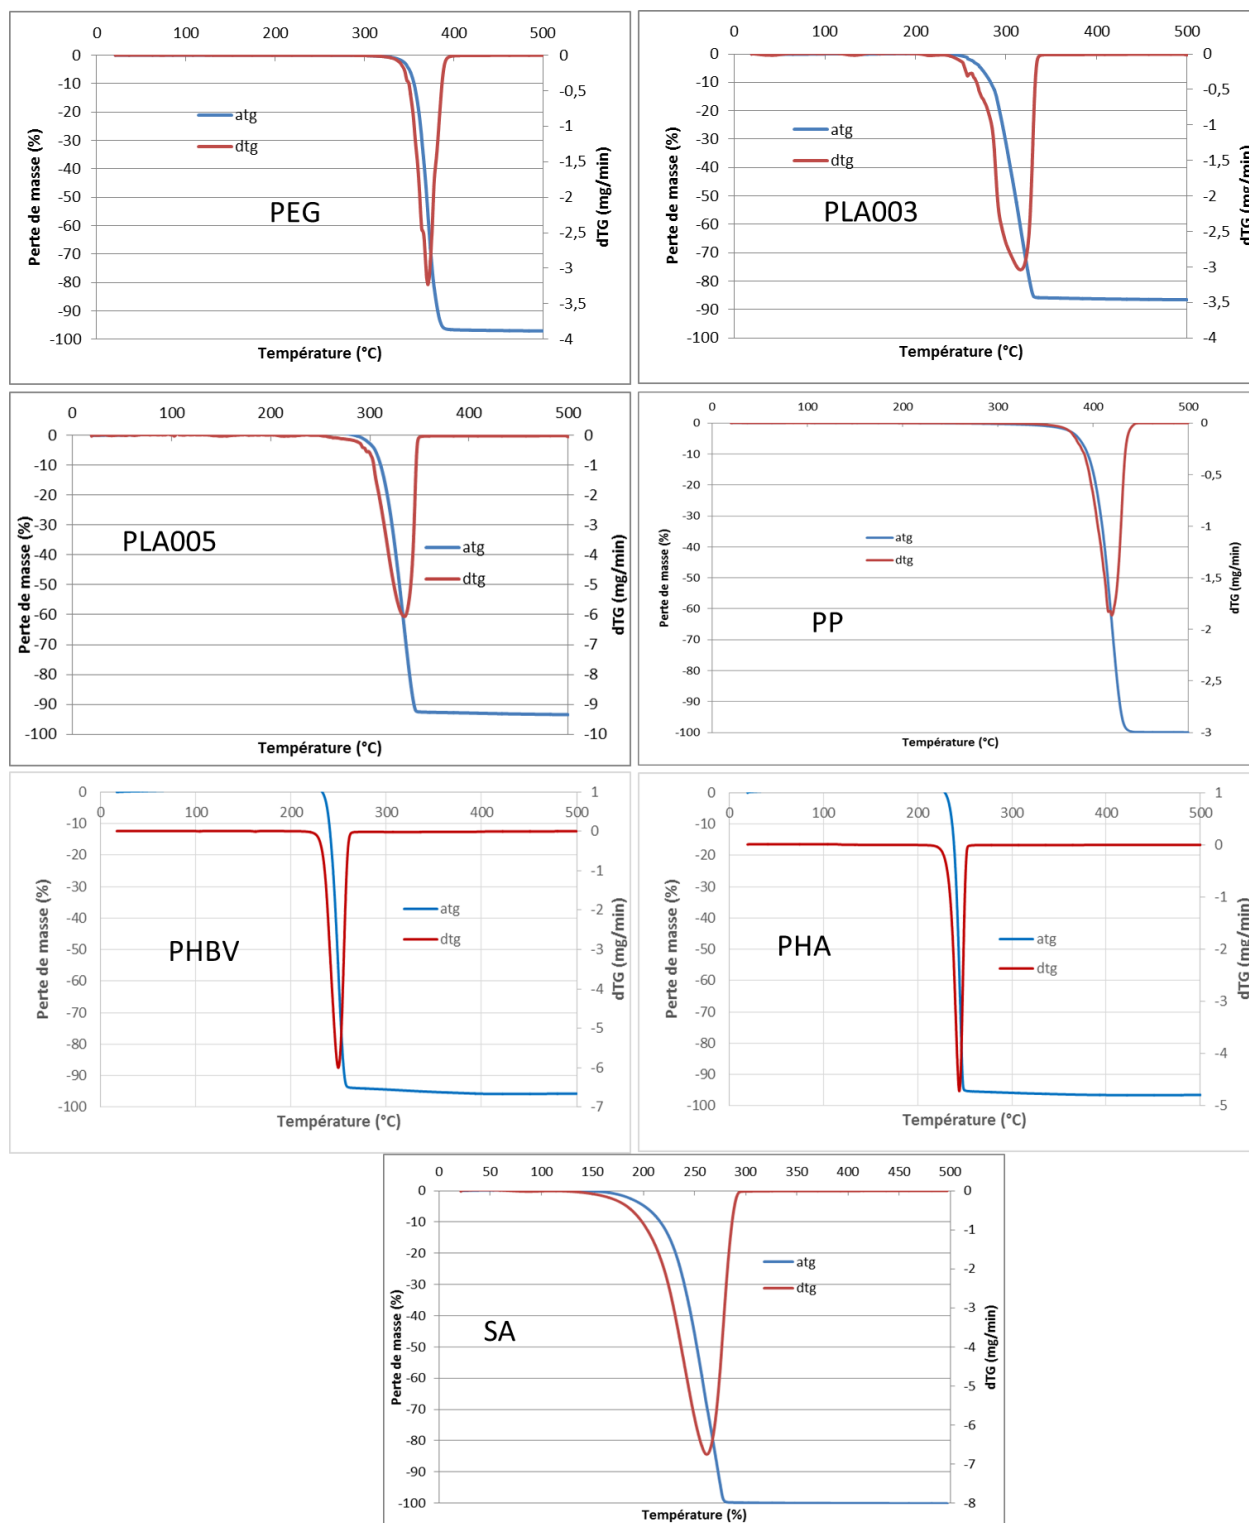 0 100 200 300 400 500
0 0
-10 -0,5
-20 -1
-30 -1,5
-40 -2
-50 -2,5
-60 -3
-70 -3,5
-80 -4
-90
-100
atg
dtg
PEG
Perte de masse (%)
dTG (mg/min)
Température (°C)
0 100 200 300 400 500
0 0
-10 -0,5
-20 -1
-30 -1,5
-40 -2
-50 -2,5
-60 -3
-70 -3,5
-80 -4
-90
-100
atg
dtg
PLA003
Perte de masse (%)
dTG (mg/min)
Température (°C)
0 100 200 300 400 500
0 0
-10 -1
-20 -2
-30 -3
-40 -4
-50 -5
-60 -6
-70 -7
-80 -8
-90 -9
-100 -10
PLA005
atg
dtg
Perte de masse (%)
dTG (mg/min)
Température (°C)
0 100 200 300 400 500
0 0
-10 -0,5
-20 -1
-30 -1,5
-40 -2
-50 -2,5
-60 -3
-70
-80
-90
-100
atg
dtg
PP
Perte de masse (%)
dTG (mg/min)
Température (°C)
0 1
0 100 200 300 400 500
-10 0
-20 -1
-30 -2
-40 -3
-50 -4
-60 -5
-70 -6
-80 -7
-90
-100
atg
dtg
PHBV
Perte de masse (%)
dTG (mg/min)
Température (°C)
0 1
0 100 200 300 400 500
-10 0
-20 -1
-30 -2
-40 -3
-50 -4
-60 -5
-70
-80
-90
-100
atg
dtg
PHA
Perte de masse (%)
dTG (mg/min)
Température (°C)
0 50 100 150 200 250 300 350 400 450 500
0 0
-10 -1
-20 -2
-30 -3
-40 -4
-50 -5
-60 -6
-70 -7
-80 -8
-90
-100
atg
dtg
SA
Perte de masse (%)
dTG (mg/min)
Température (%)